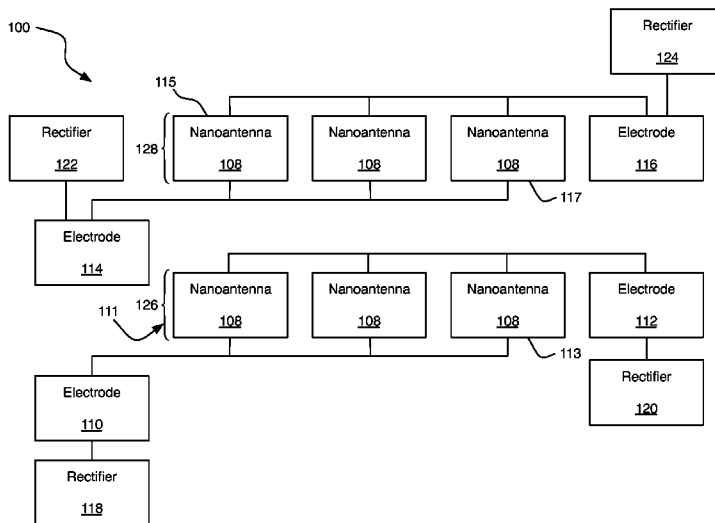 100
Rectifier
124
115
Rectifier
122
128
Nanoantenna
108
Nanoantenna
108
Nanoantenna
108
Electrode
116
117
Electrode
114
126
111
Nanoantenna
108
Nanoantenna
108
Nanoantenna
108
Electrode
112
113
Electrode
110
Rectifier
120
Rectifier
118